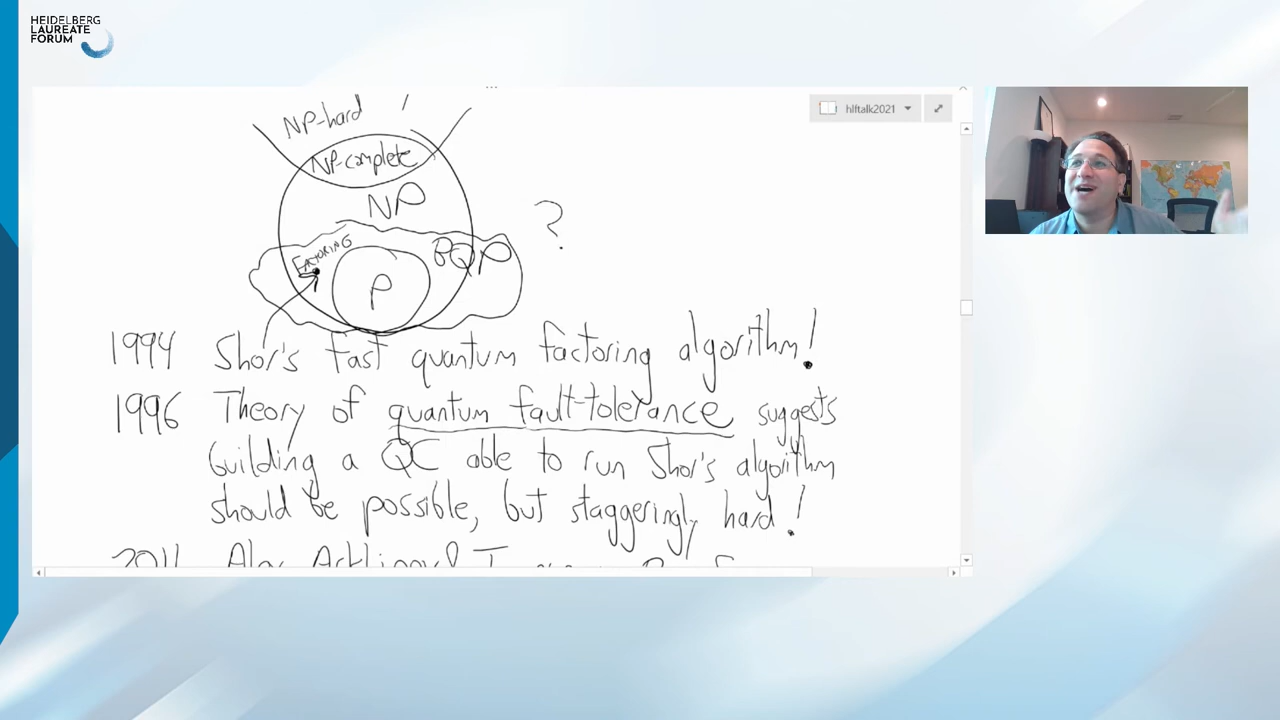 HEIDELBERG
LAUREATE
FORUM
hlftalk2021
NP-hard
NP-complete
NP
?
FACTORING
BQP
P
1994 Shor's fast quantum factoring algorithm!
1996 Theory of quantum fault-tolerance suggests
building a QC able to run Shor's algorithm
should be possible, but staggeringly hard!
2011